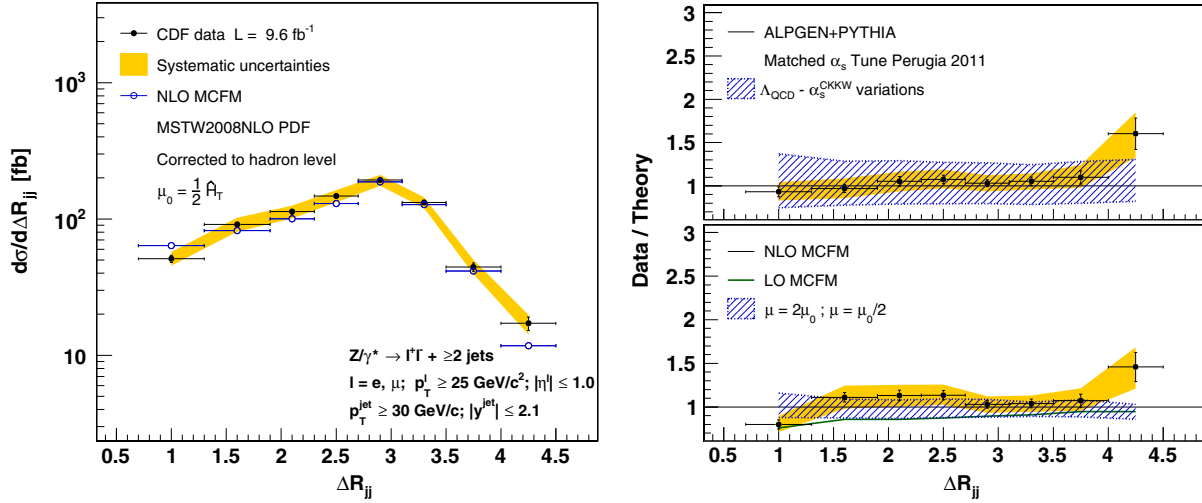 dσ/dΔR_jj [fb]
10³
10²
10
CDF data L = 9.6 fb⁻¹
Systematic uncertainties
NLO MCFM
MSTW2008NLO PDF
Corrected to hadron level
μ₀ = 1/2 Ĥ_T
Z/γ* → l⁺l⁻ + ≥2 jets
l = e, μ; p_T^l ≥ 25 GeV/c²; |η^l| ≤ 1.0
p_T^jet ≥ 30 GeV/c; |y^jet| ≤ 2.1
0.5 1 1.5 2 2.5 3 3.5 4 4.5
ΔR_jj
Data / Theory
3
2.5
2
1.5
1
ALPGEN+PYTHIA
Matched α_s Tune Perugia 2011
Λ_QCD - α_s^CKKW variations
3
2.5
2
1.5
1
NLO MCFM
LO MCFM
μ = 2μ₀ ; μ = μ₀/2
0.5 1 1.5 2 2.5 3 3.5 4 4.5
ΔR_jj